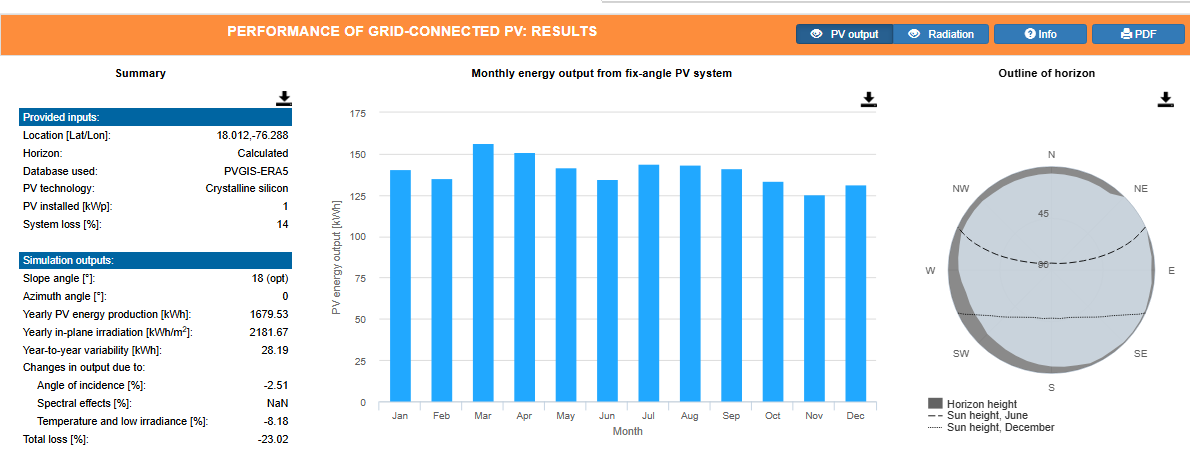 PERFORMANCE OF GRID-CONNECTED PV: RESULTS
PV output
Radiation
Info
PDF
Summary
Provided inputs:
Location [Lat/Lon]: 18.012,-76.288
Horizon: Calculated
Database used: PVGIS-ERA5
PV technology: Crystalline silicon
PV installed [kWp]: 1
System loss [%]: 14
Simulation outputs:
Slope angle [°]: 18 (opt)
Azimuth angle [°]: 0
Yearly PV energy production [kWh]: 1679.53
Yearly in-plane irradiation [kWh/m²]: 2181.67
Year-to-year variability [kWh]: 28.19
Changes in output due to:
Angle of incidence [%]: -2.51
Spectral effects [%]: NaN
Temperature and low irradiance [%]: -8.18
Total loss [%]: -23.02
Monthly energy output from fix-angle PV system
PV energy output [kWh]
175
150
125
100
75
50
25
0
Jan Feb Mar Apr May Jun Jul Aug Sep Oct Nov Dec
Month
Outline of horizon
N
NW NE
45
W 90 E
SW SE
S
Horizon height
Sun height, June
Sun height, December